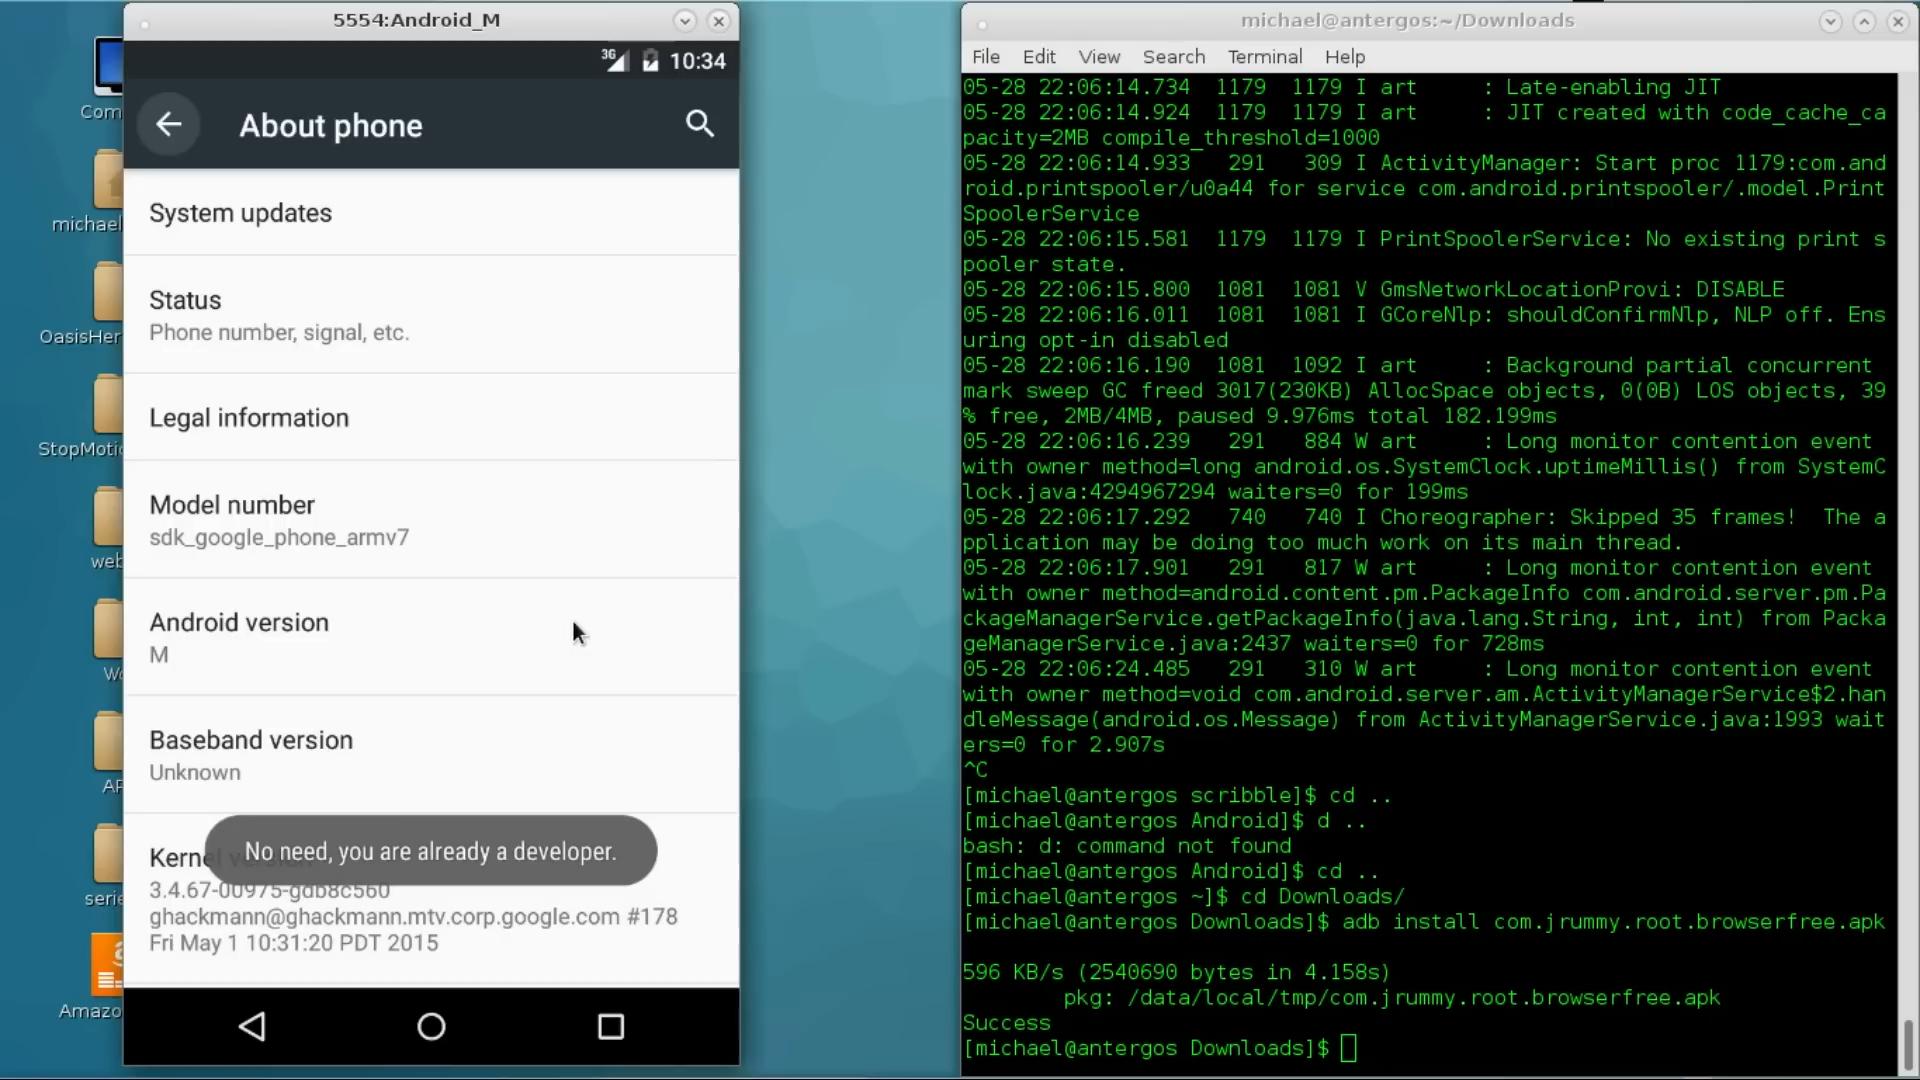 5554:Android_M
3G 10:34
About phone
System updates
Status
Phone number, signal, etc.
Legal information
Model number
sdk_google_phone_armv7
Android version
M
Baseband version
Unknown
No need, you are already a developer.
3.4.67-00975-gdb8c560
ghackmann@ghackmann.mtv.corp.google.com #178
Fri May 1 10:31:20 PDT 2015
Com
michael
OasisHer
StopMotic
web
Wo
AF
serie
Amazo
michael@antergos:~/Downloads
File Edit View Search Terminal Help
05-28 22:06:14.734  1179  1179 I art     : Late-enabling JIT
05-28 22:06:14.924  1179  1179 I art     : JIT created with code_cache_ca
pacity=2MB compile_threshold=1000
05-28 22:06:14.933   291   309 I ActivityManager: Start proc 1179:com.and
roid.printspooler/u0a44 for service com.android.printspooler/.model.Print
SpoolerService
05-28 22:06:15.581  1179  1179 I PrintSpoolerService: No existing print s
pooler state.
05-28 22:06:15.800  1081  1081 V GmsNetworkLocationProvi: DISABLE
05-28 22:06:16.011  1081  1081 I GCoreNlp: shouldConfirmNlp, NLP off. Ens
uring opt-in disabled
05-28 22:06:16.190  1081  1092 I art     : Background partial concurrent
mark sweep GC freed 3017(230KB) AllocSpace objects, 0(0B) LOS objects, 39
% free, 2MB/4MB, paused 9.976ms total 182.199ms
05-28 22:06:16.239   291   884 W art     : Long monitor contention event
with owner method=long android.os.SystemClock.uptimeMillis() from SystemC
lock.java:4294967294 waiters=0 for 199ms
05-28 22:06:17.292   740   740 I Choreographer: Skipped 35 frames!  The a
pplication may be doing too much work on its main thread.
05-28 22:06:17.901   291   817 W art     : Long monitor contention event
with owner method=android.content.pm.PackageInfo com.android.server.pm.Pa
ckageManagerService.getPackageInfo(java.lang.String, int, int) from Packa
geManagerService.java:2437 waiters=0 for 728ms
05-28 22:06:24.485   291   310 W art     : Long monitor contention event
with owner method=void com.android.server.am.ActivityManagerService$2.han
dleMessage(android.os.Message) from ActivityManagerService.java:1993 wait
ers=0 for 2.907s
^C
[michael@antergos scribble]$ cd ..
[michael@antergos Android]$ d ..
bash: d: command not found
[michael@antergos Android]$ cd ..
[michael@antergos ~]$ cd Downloads/
[michael@antergos Downloads]$ adb install com.jrummy.root.browserfree.apk
596 KB/s (2540690 bytes in 4.158s)
pkg: /data/local/tmp/com.jrummy.root.browserfree.apk
Success
[michael@antergos Downloads]$